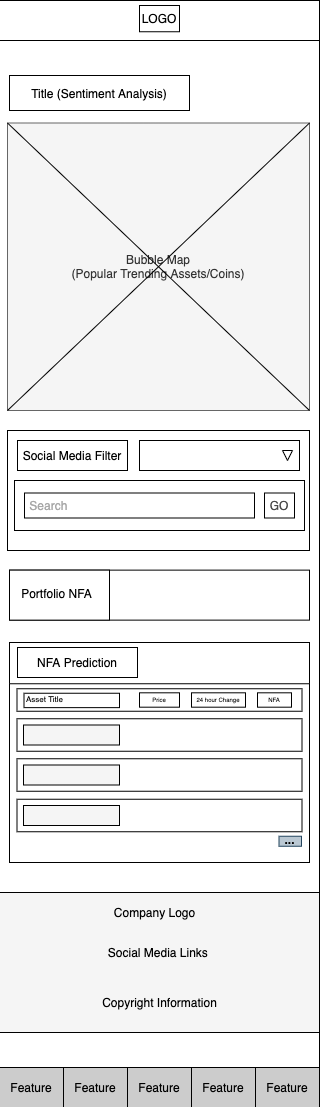 LOGO
Title (Sentiment Analysis)
Bubble Map
(Popular Trending Assets/Coins)
Social Media Filter
Search
GO
Portfolio NFA
NFA Prediction
Asset Title
Price
24 hour Change
NFA
...
Company Logo
Social Media Links
Copyright Information
Feature
Feature
Feature
Feature
Feature